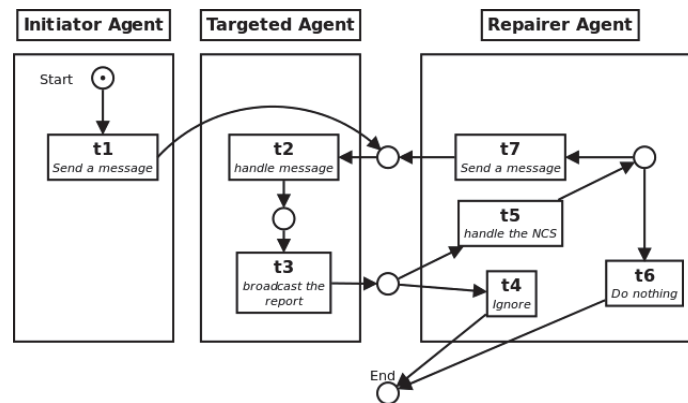 Initiator Agent
Targeted Agent
Repairer Agent
Start
t1
Send a message
t2
handle message
t7
Send a message
t5
handle the NCS
t3
broadcast the
report
t4
Ignore
t6
Do nothing
End